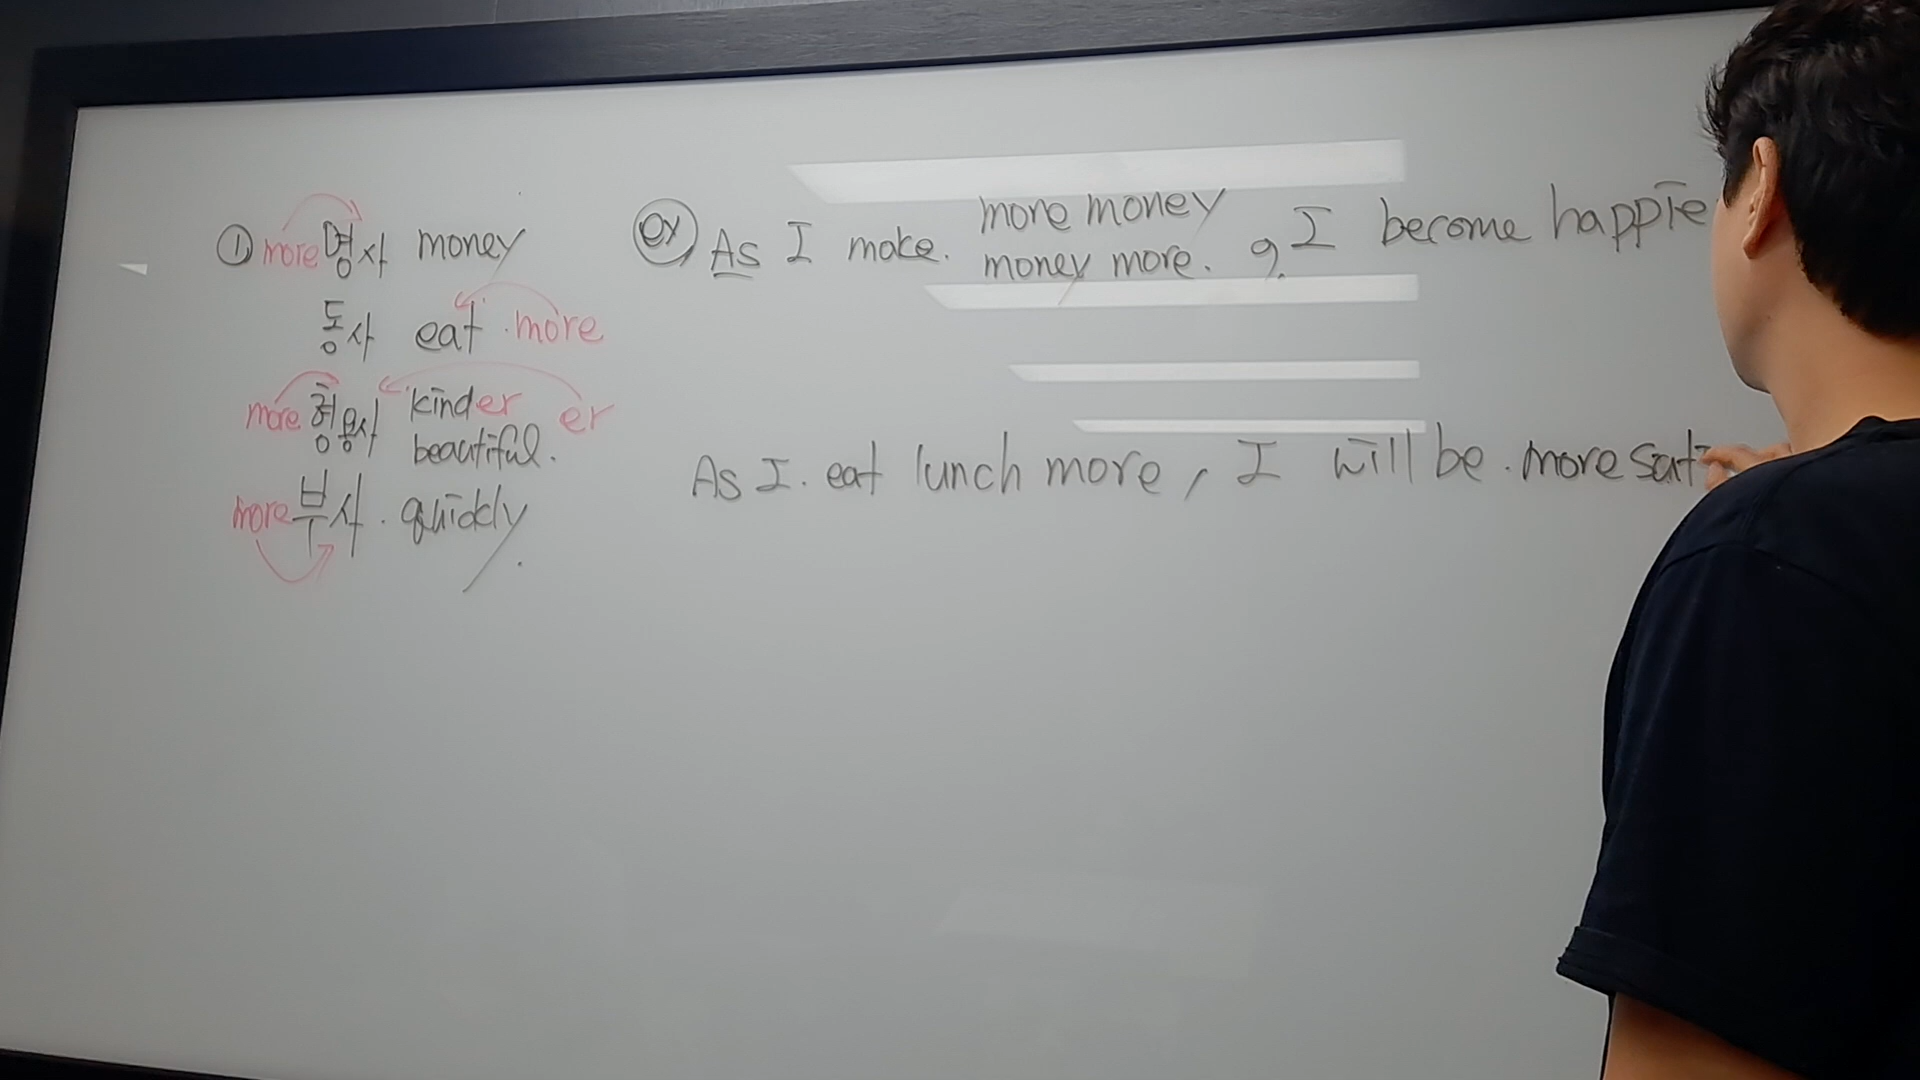 ① more 명사 money
동사 eat more
more 형용사 kinder er
beautiful.
more 부사. quickly
ex As I make. more money
money more. , I become happie
As I. eat lunch more, I will be. more sat